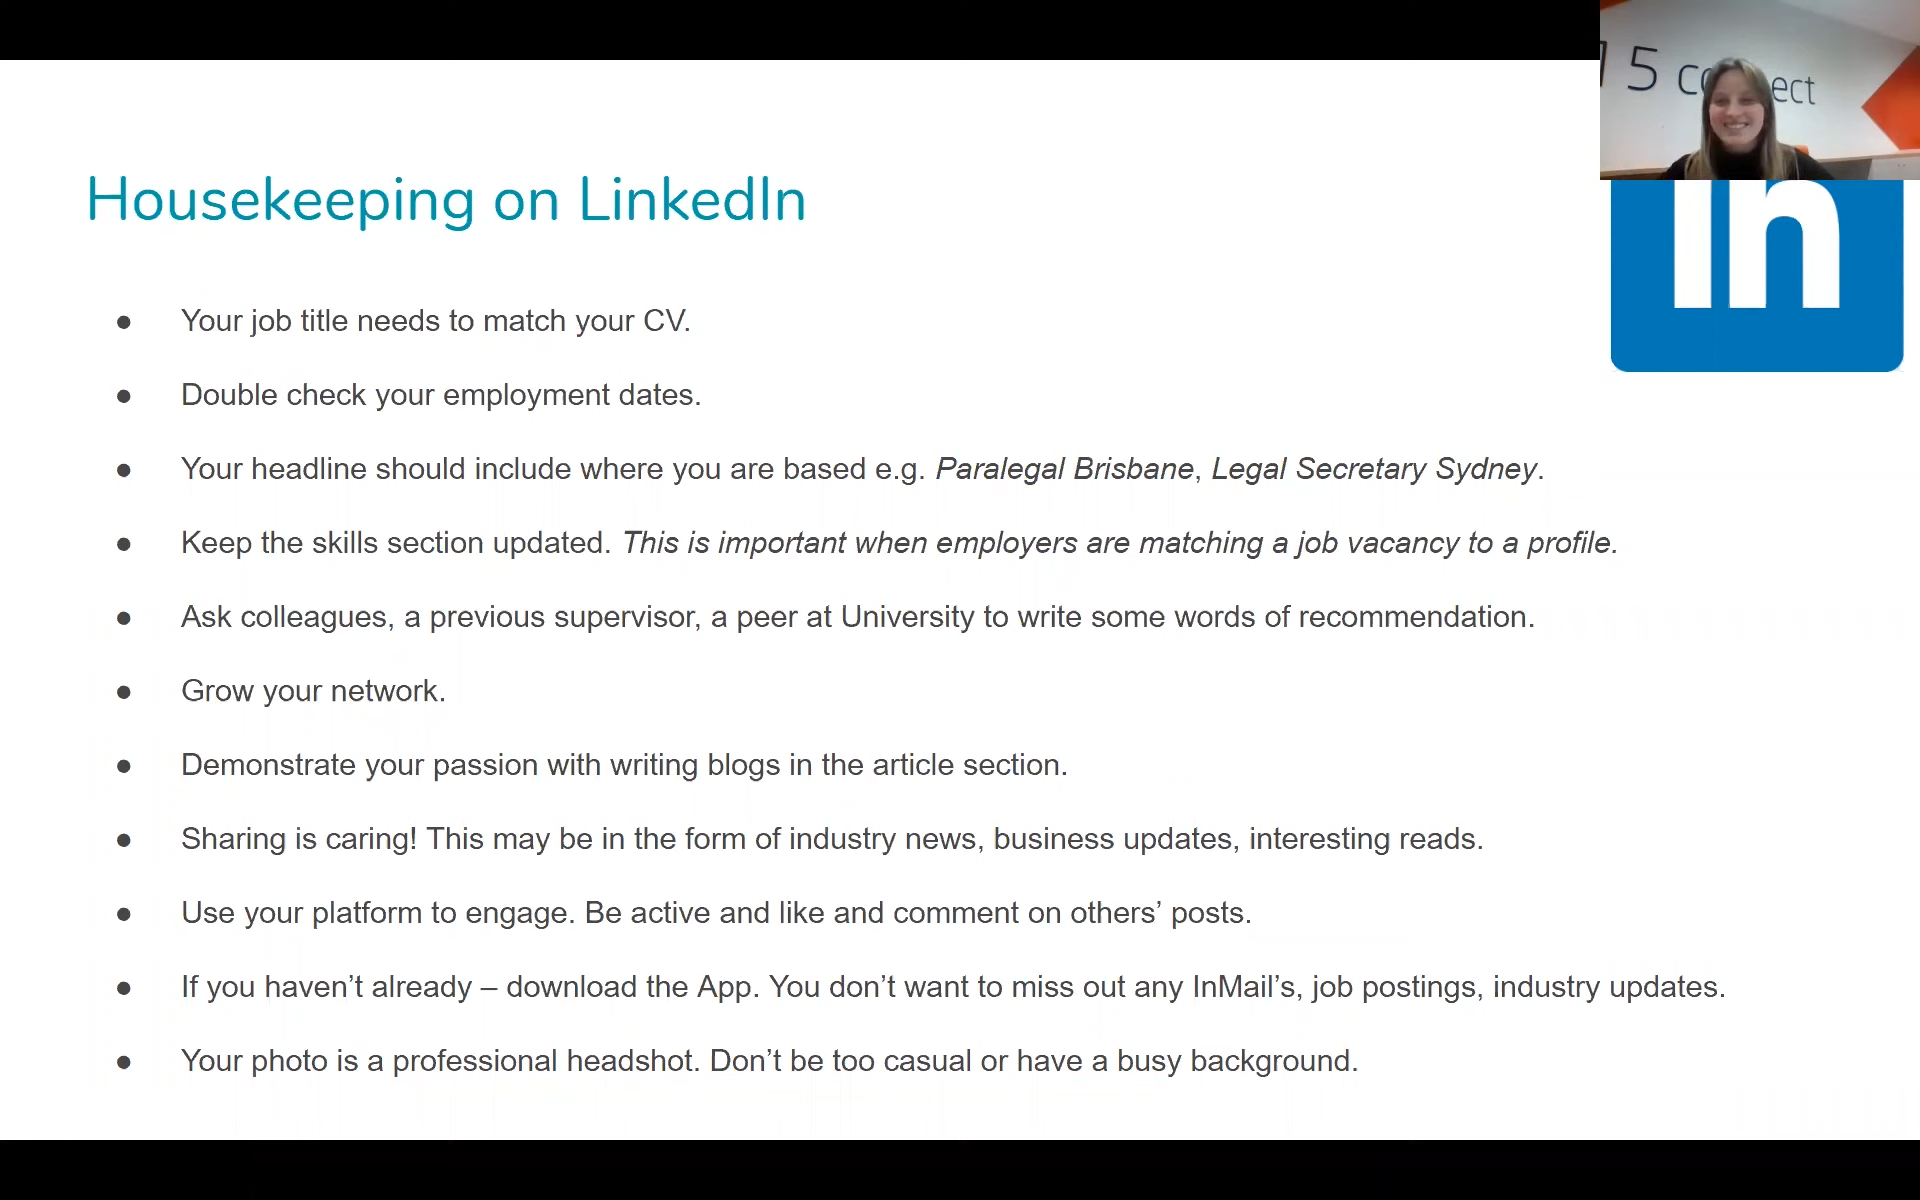 15 co ect
Housekeeping on LinkedIn
in
● Your job title needs to match your CV.
● Double check your employment dates.
● Your headline should include where you are based e.g. Paralegal Brisbane, Legal Secretary Sydney.
● Keep the skills section updated. This is important when employers are matching a job vacancy to a profile.
● Ask colleagues, a previous supervisor, a peer at University to write some words of recommendation.
● Grow your network.
● Demonstrate your passion with writing blogs in the article section.
● Sharing is caring! This may be in the form of industry news, business updates, interesting reads.
● Use your platform to engage. Be active and like and comment on others’ posts.
● If you haven’t already – download the App. You don’t want to miss out any InMail’s, job postings, industry updates.
● Your photo is a professional headshot. Don’t be too casual or have a busy background.